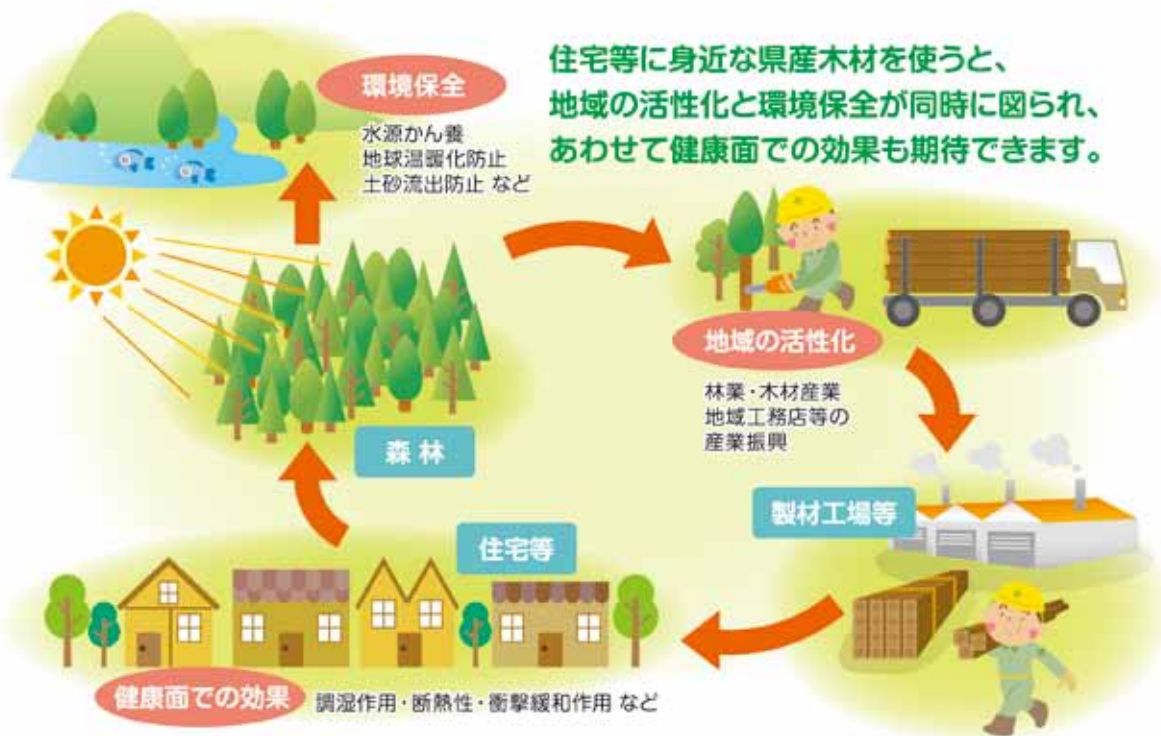 住宅等に身近な県産木材を使うと、
地域の活性化と環境保全が同時に図られ、
あわせて健康面での効果も期待できます。
環境保全
水源かん養
地球温暖化防止
土砂流出防止 など
地域の活性化
林業・木材産業
地域工務店等の
産業振興
森林
製材工場等
住宅等
健康面での効果
調湿作用・断熱性・衝撃緩和作用 など